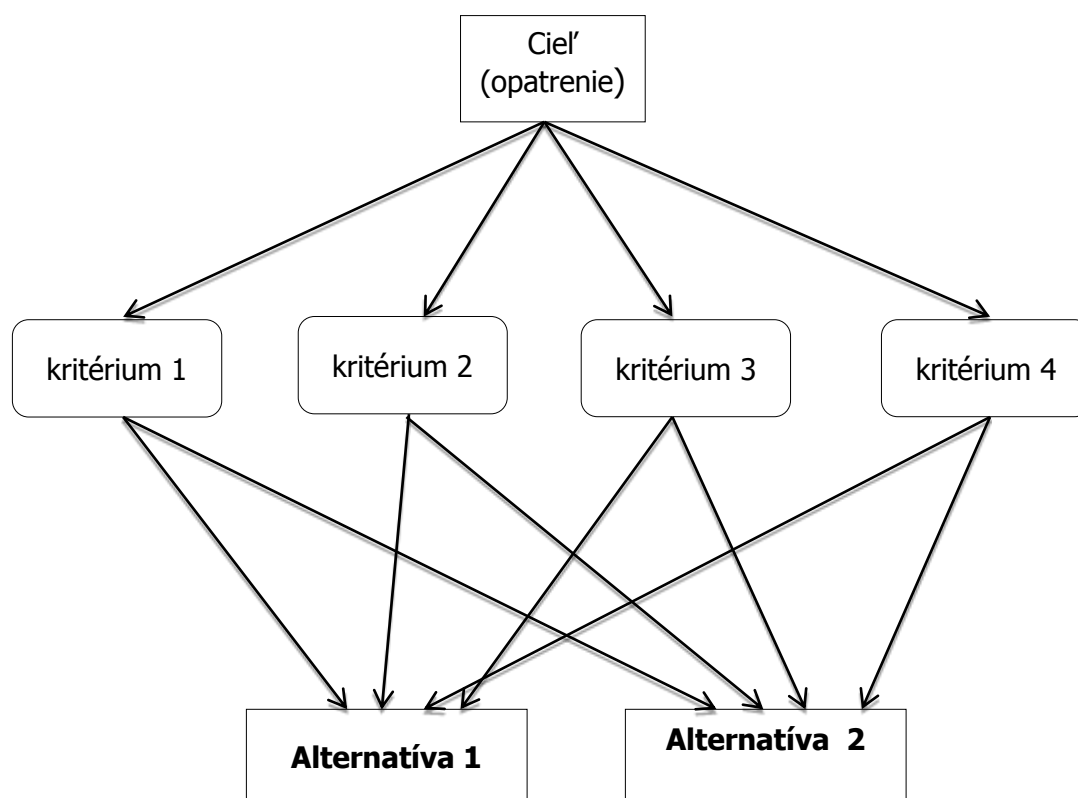 Cieľ
(opatrenie)
kritérium 1
kritérium 2
kritérium 3
kritérium 4
Alternatíva 1
Alternatíva  2